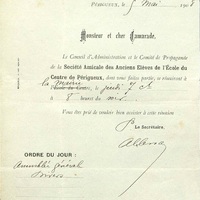 Périgueux, le 5 Mai 190
Monsieur et cher Camarade,
Le Conseil d'Administration et le Comité de Propagande
de la Société Amicale des Anciens Elèves de l'École du
Centre de Périgueux, dont vous faites partie, se réuniront à
la mairie
le jeudi 7 ct
à 8 heures du soir
Vous êtes prié de vouloir bien assister à cette réunion
Le Secrétaire,
ORDRE DU JOUR :
Assemblée Générale